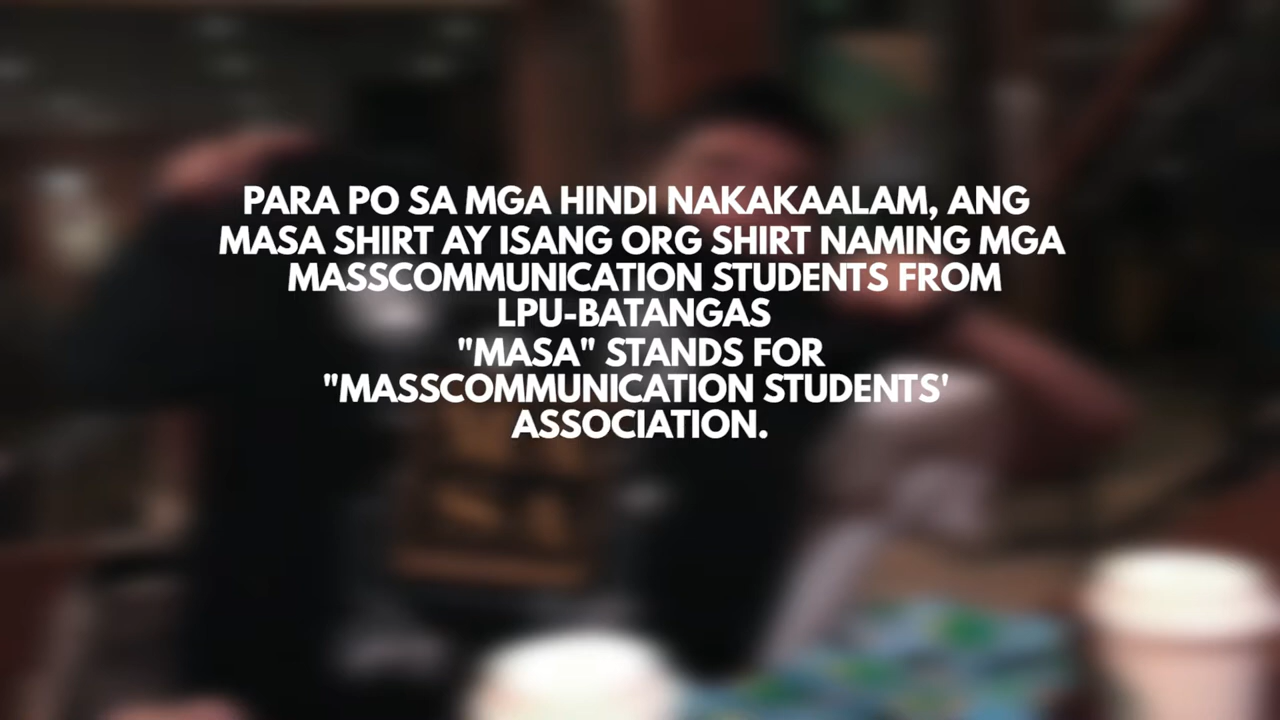 PARA PO SA MGA HINDI NAKAKAALAM, ANG
MASA SHIRT AY ISANG ORG SHIRT NAMING MGA
MASSCOMMUNICATION STUDENTS FROM
LPU-BATANGAS
"MASA" STANDS FOR
"MASSCOMMUNICATION STUDENTS'
ASSOCIATION.